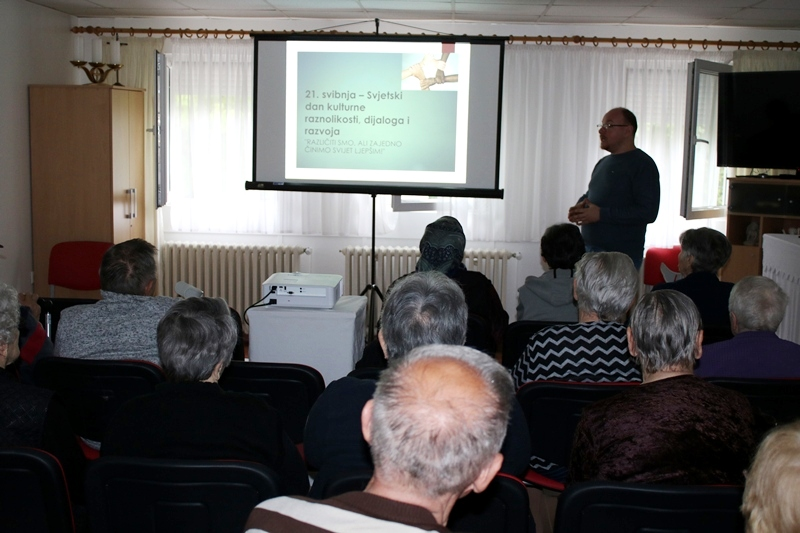 21. svibnja – Svjetski
dan kulturne
raznolikosti, dijaloga i
razvoja
"RAZLIČITI SMO, ALI ZAJEDNO
ČINIMO SVIJET LJEPŠIM!"